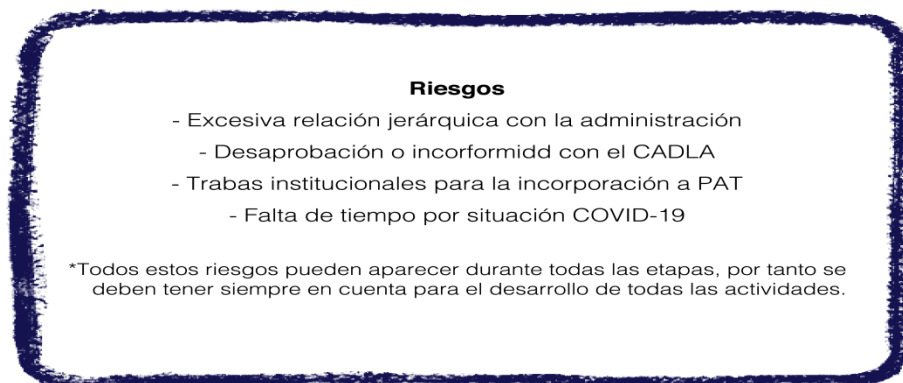 Riesgos
- Excesiva relación jerárquica con la administración
- Desaprobación o incorformidd con el CADLA
- Trabas institucionales para la incorporación a PAT
- Falta de tiempo por situación COVID-19
*Todos estos riesgos pueden aparecer durante todas las etapas, por tanto se
deben tener siempre en cuenta para el desarrollo de todas las actividades.